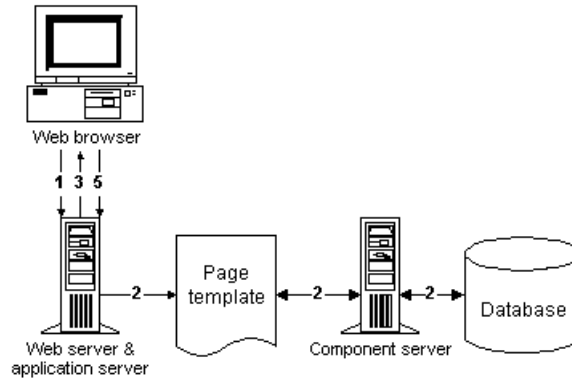 Web browser
1 3 5
2
Page
template
2
2
Database
Web server &
application server
Component server